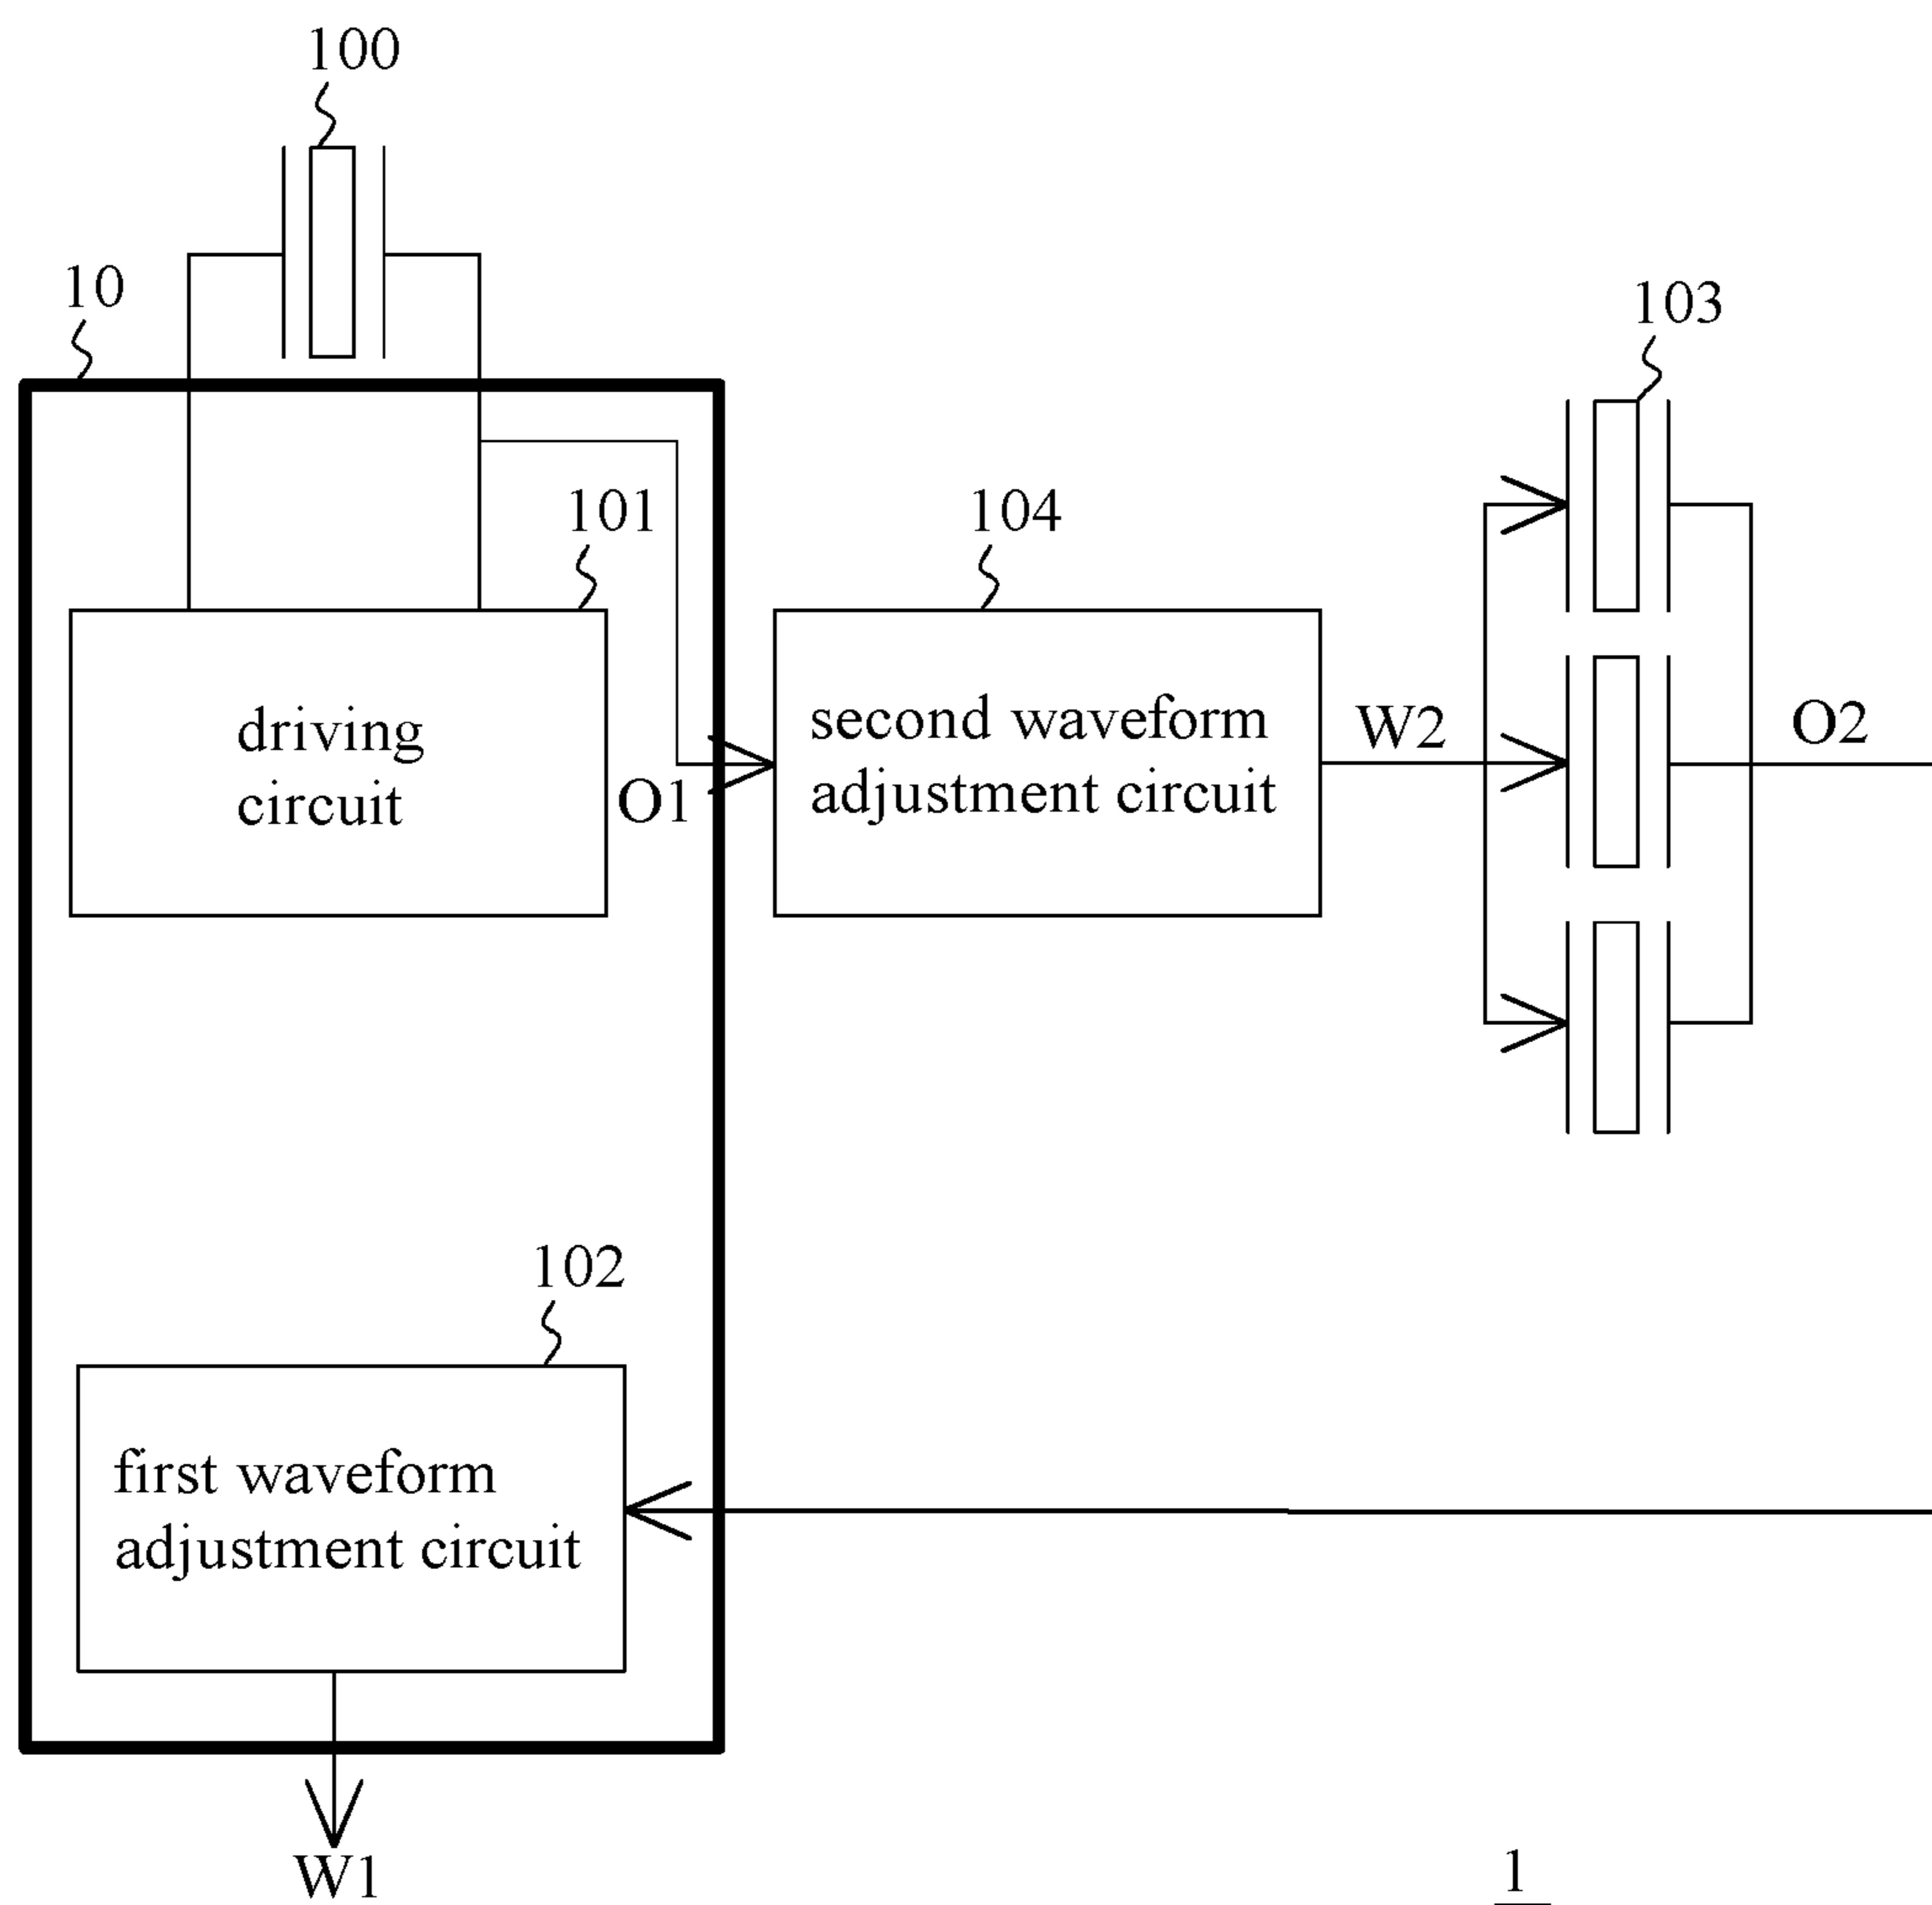 100
10
103
101
104
driving
circuit
O1
second waveform
adjustment circuit
W2
O2
102
first waveform
adjustment circuit
W1
1